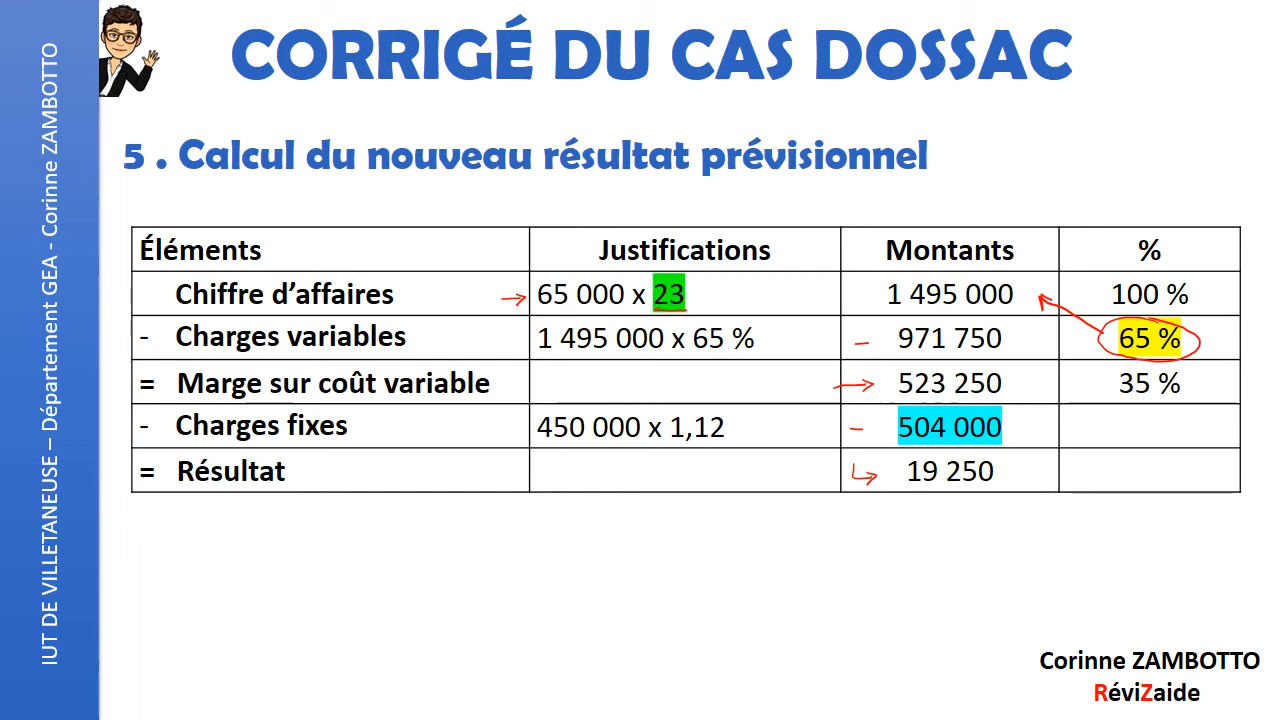 CORRIGÉ DU CAS DOSSAC
IUT DE VILLETANEUSE – Département GEA - Corinne ZAMBOTTO
5 . Calcul du nouveau résultat prévisionnel
Éléments Justifications Montants %
Chiffre d’affaires 65 000 x 23 1 495 000 100 %
- Charges variables 1 495 000 x 65 % 971 750 65 %
= Marge sur coût variable 523 250 35 %
- Charges fixes 450 000 x 1,12 504 000
= Résultat 19 250
Corinne ZAMBOTTO
RéviZaide